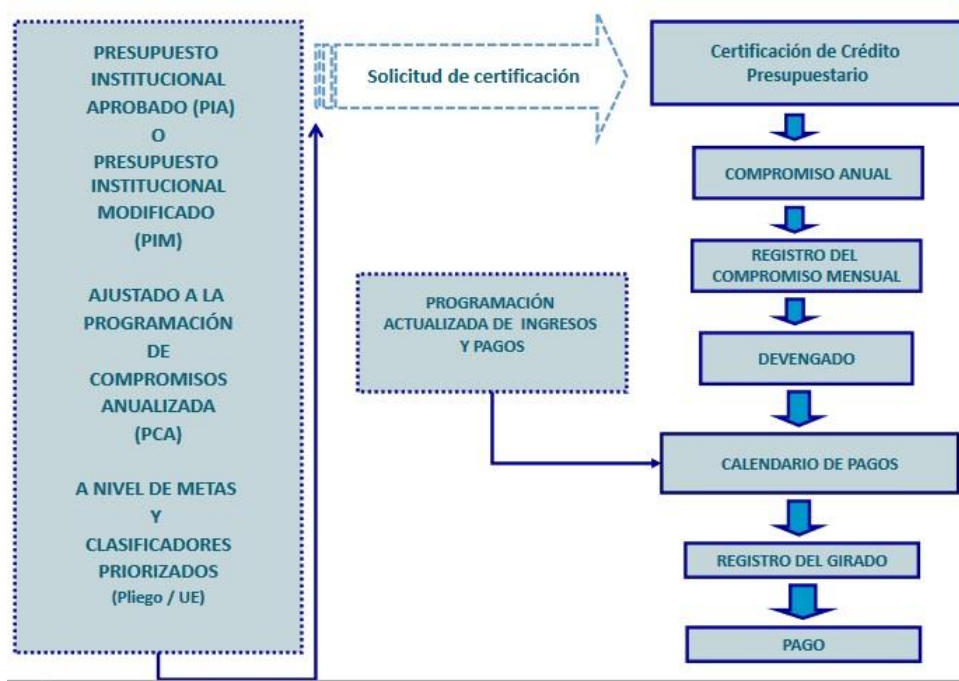 PRESUPUESTO
INSTITUCIONAL
APROBADO (PIA)
O
PRESUPUESTO
INSTITUCIONAL
MODIFICADO
(PIM)
AJUSTADO A LA
PROGRAMACIÓN
DE
COMPROMISOS
ANUALIZADA
(PCA)
A NIVEL DE METAS
Y
CLASIFICADORES
PRIORIZADOS
(Pliego / UE)
Solicitud de certificación
PROGRAMACIÓN
ACTUALIZADA DE INGRESOS
Y PAGOS
Certificación de Crédito
Presupuestario
COMPROMISO ANUAL
REGISTRO DEL
COMPROMISO MENSUAL
DEVENGADO
CALENDARIO DE PAGOS
REGISTRO DEL GIRADO
PAGO